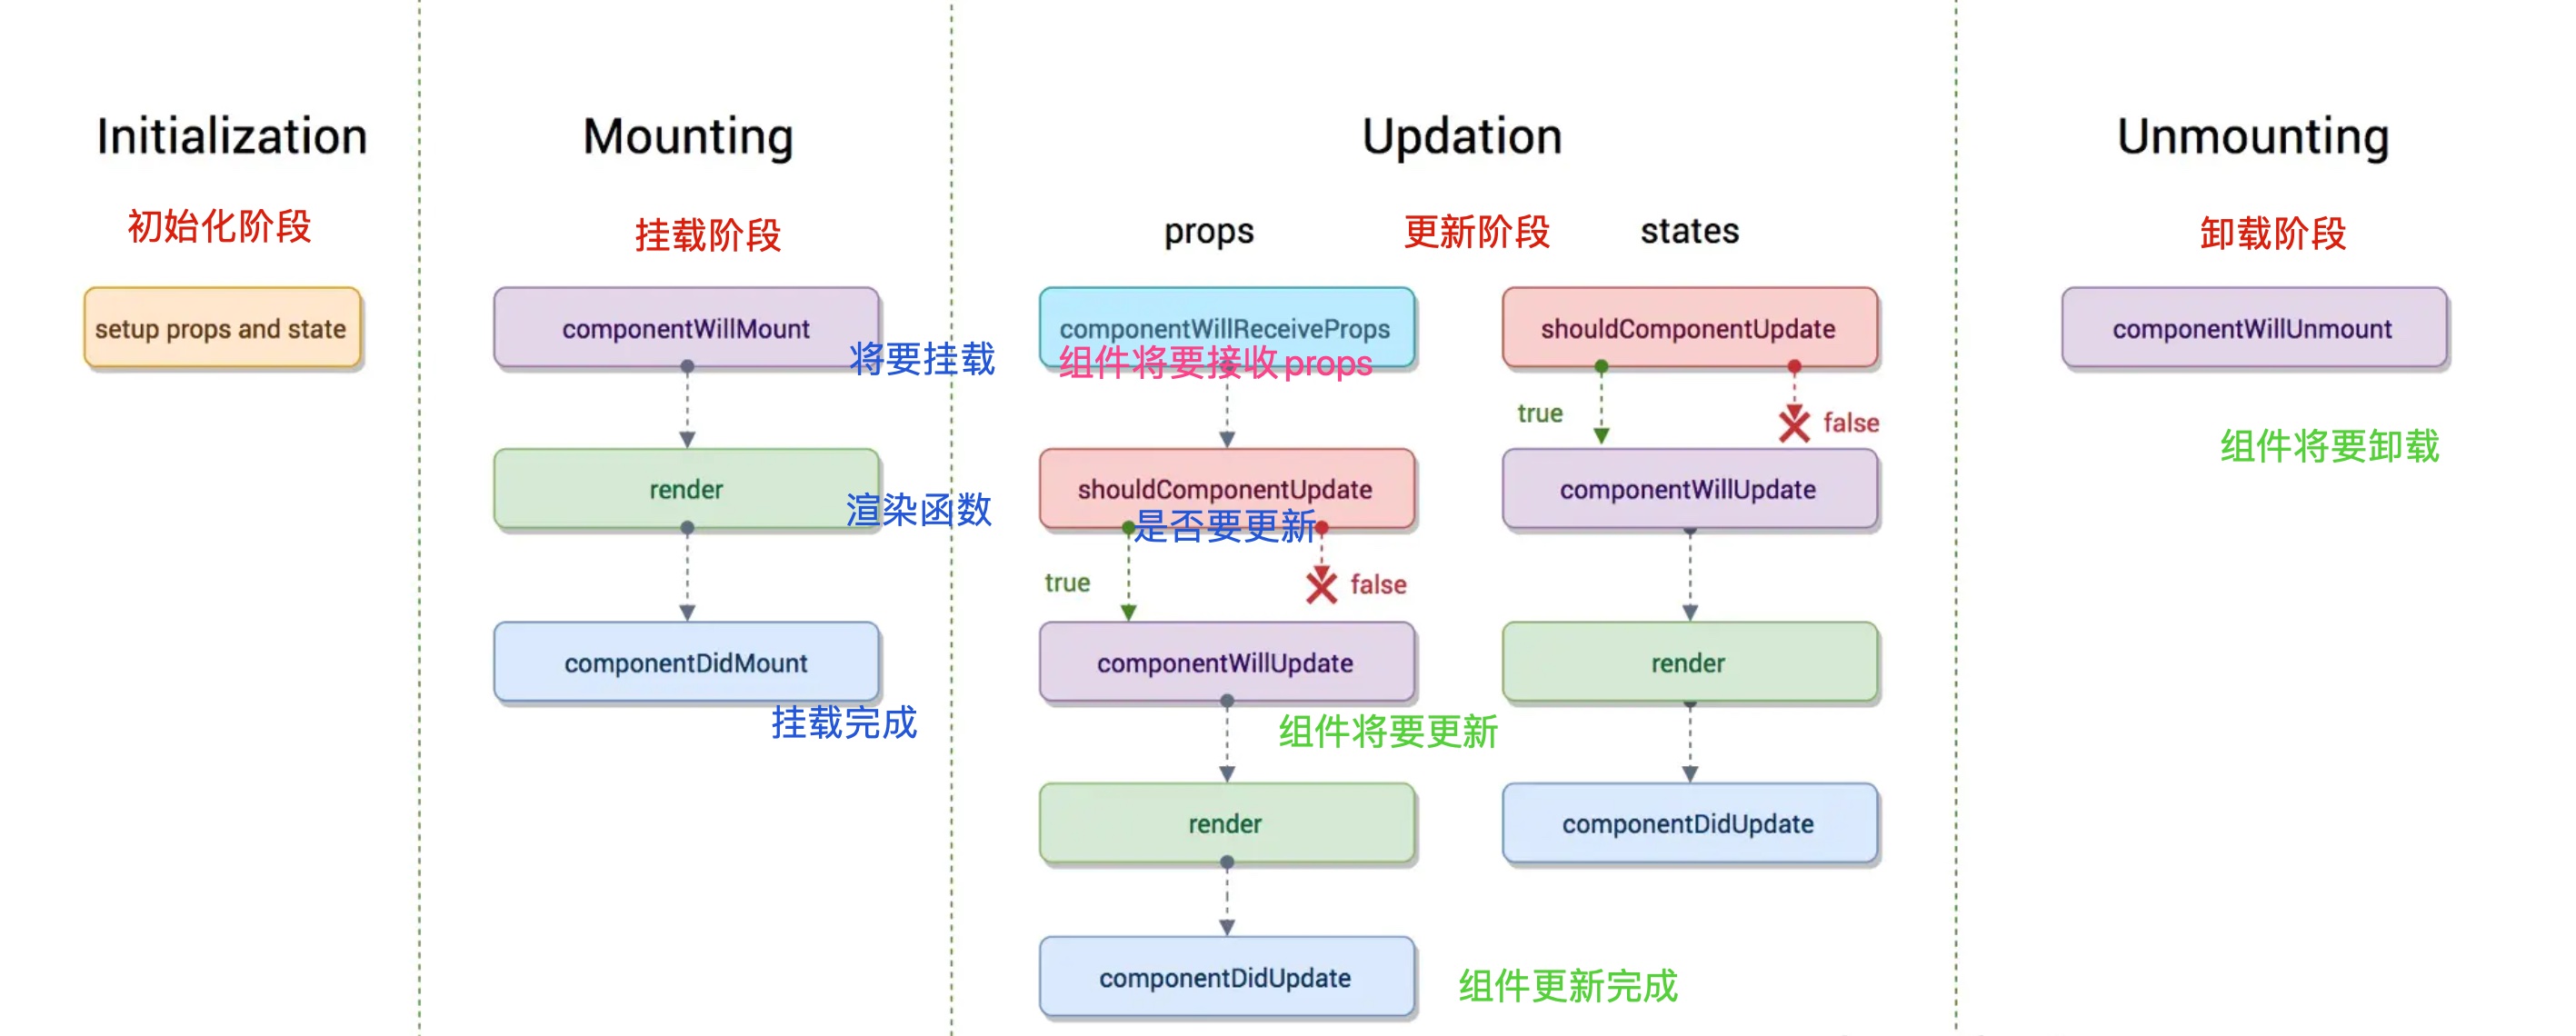 Initialization
初始化阶段
setup props and state
Mounting
挂载阶段
componentWillMount
将要挂载
render
渲染函数
componentDidMount
挂载完成
Updation
更新阶段
props
componentWillReceiveProps
组件将要接收props
shouldComponentUpdate
是否要更新
true
false
componentWillUpdate
组件将要更新
render
componentDidUpdate
组件更新完成
states
shouldComponentUpdate
true
false
componentWillUpdate
render
componentDidUpdate
Unmounting
卸载阶段
componentWillUnmount
组件将要卸载